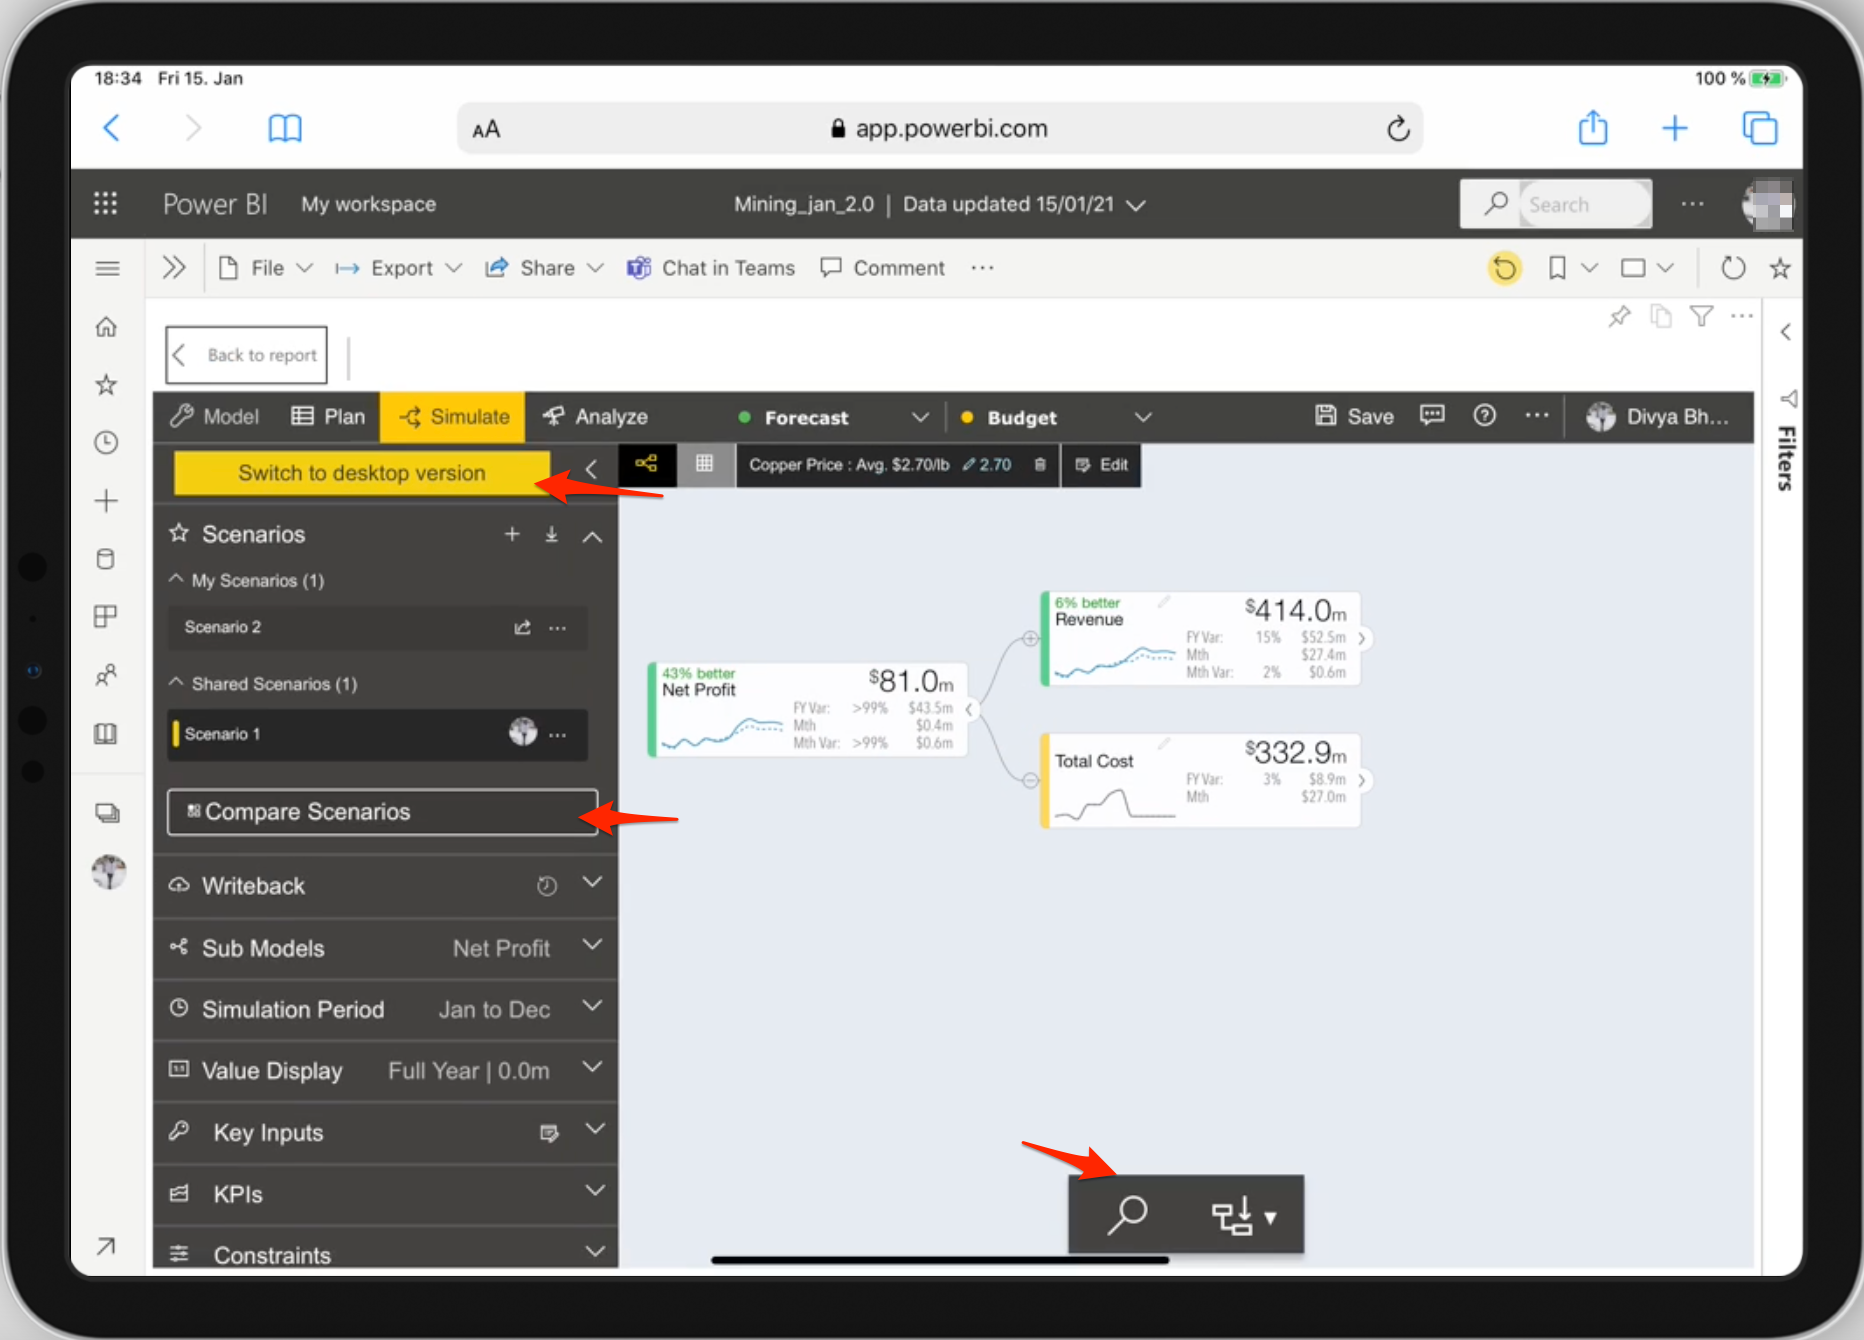 18:34 Fri 15. Jan
100 %
AA
app.powerbi.com
Power BI
My workspace
Mining_jan_2.0 | Data updated 15/01/21
Search
File
Export
Share
Chat in Teams
Comment
Back to report
Model
Plan
Simulate
Analyze
Forecast
Budget
Save
Divya Bh...
Switch to desktop version
Copper Price : Avg. $2.70/lb
2.70
Edit
Filters
Scenarios
My Scenarios (1)
Scenario 2
Shared Scenarios (1)
Scenario 1
Compare Scenarios
Writeback
Sub Models
Net Profit
Simulation Period
Jan to Dec
Value Display
Full Year | 0.0m
Key Inputs
KPIs
Constraints
43% better
Net Profit
$81.0m
FY Var: >99% $43.5m
Mth $0.4m
Mth Var: >99% $0.6m
6% better
Revenue
$414.0m
FY Var: 15% $52.5m
Mth $27.4m
Mth Var: 2% $0.6m
Total Cost
$332.9m
FY Var: 3% $8.9m
Mth $27.0m